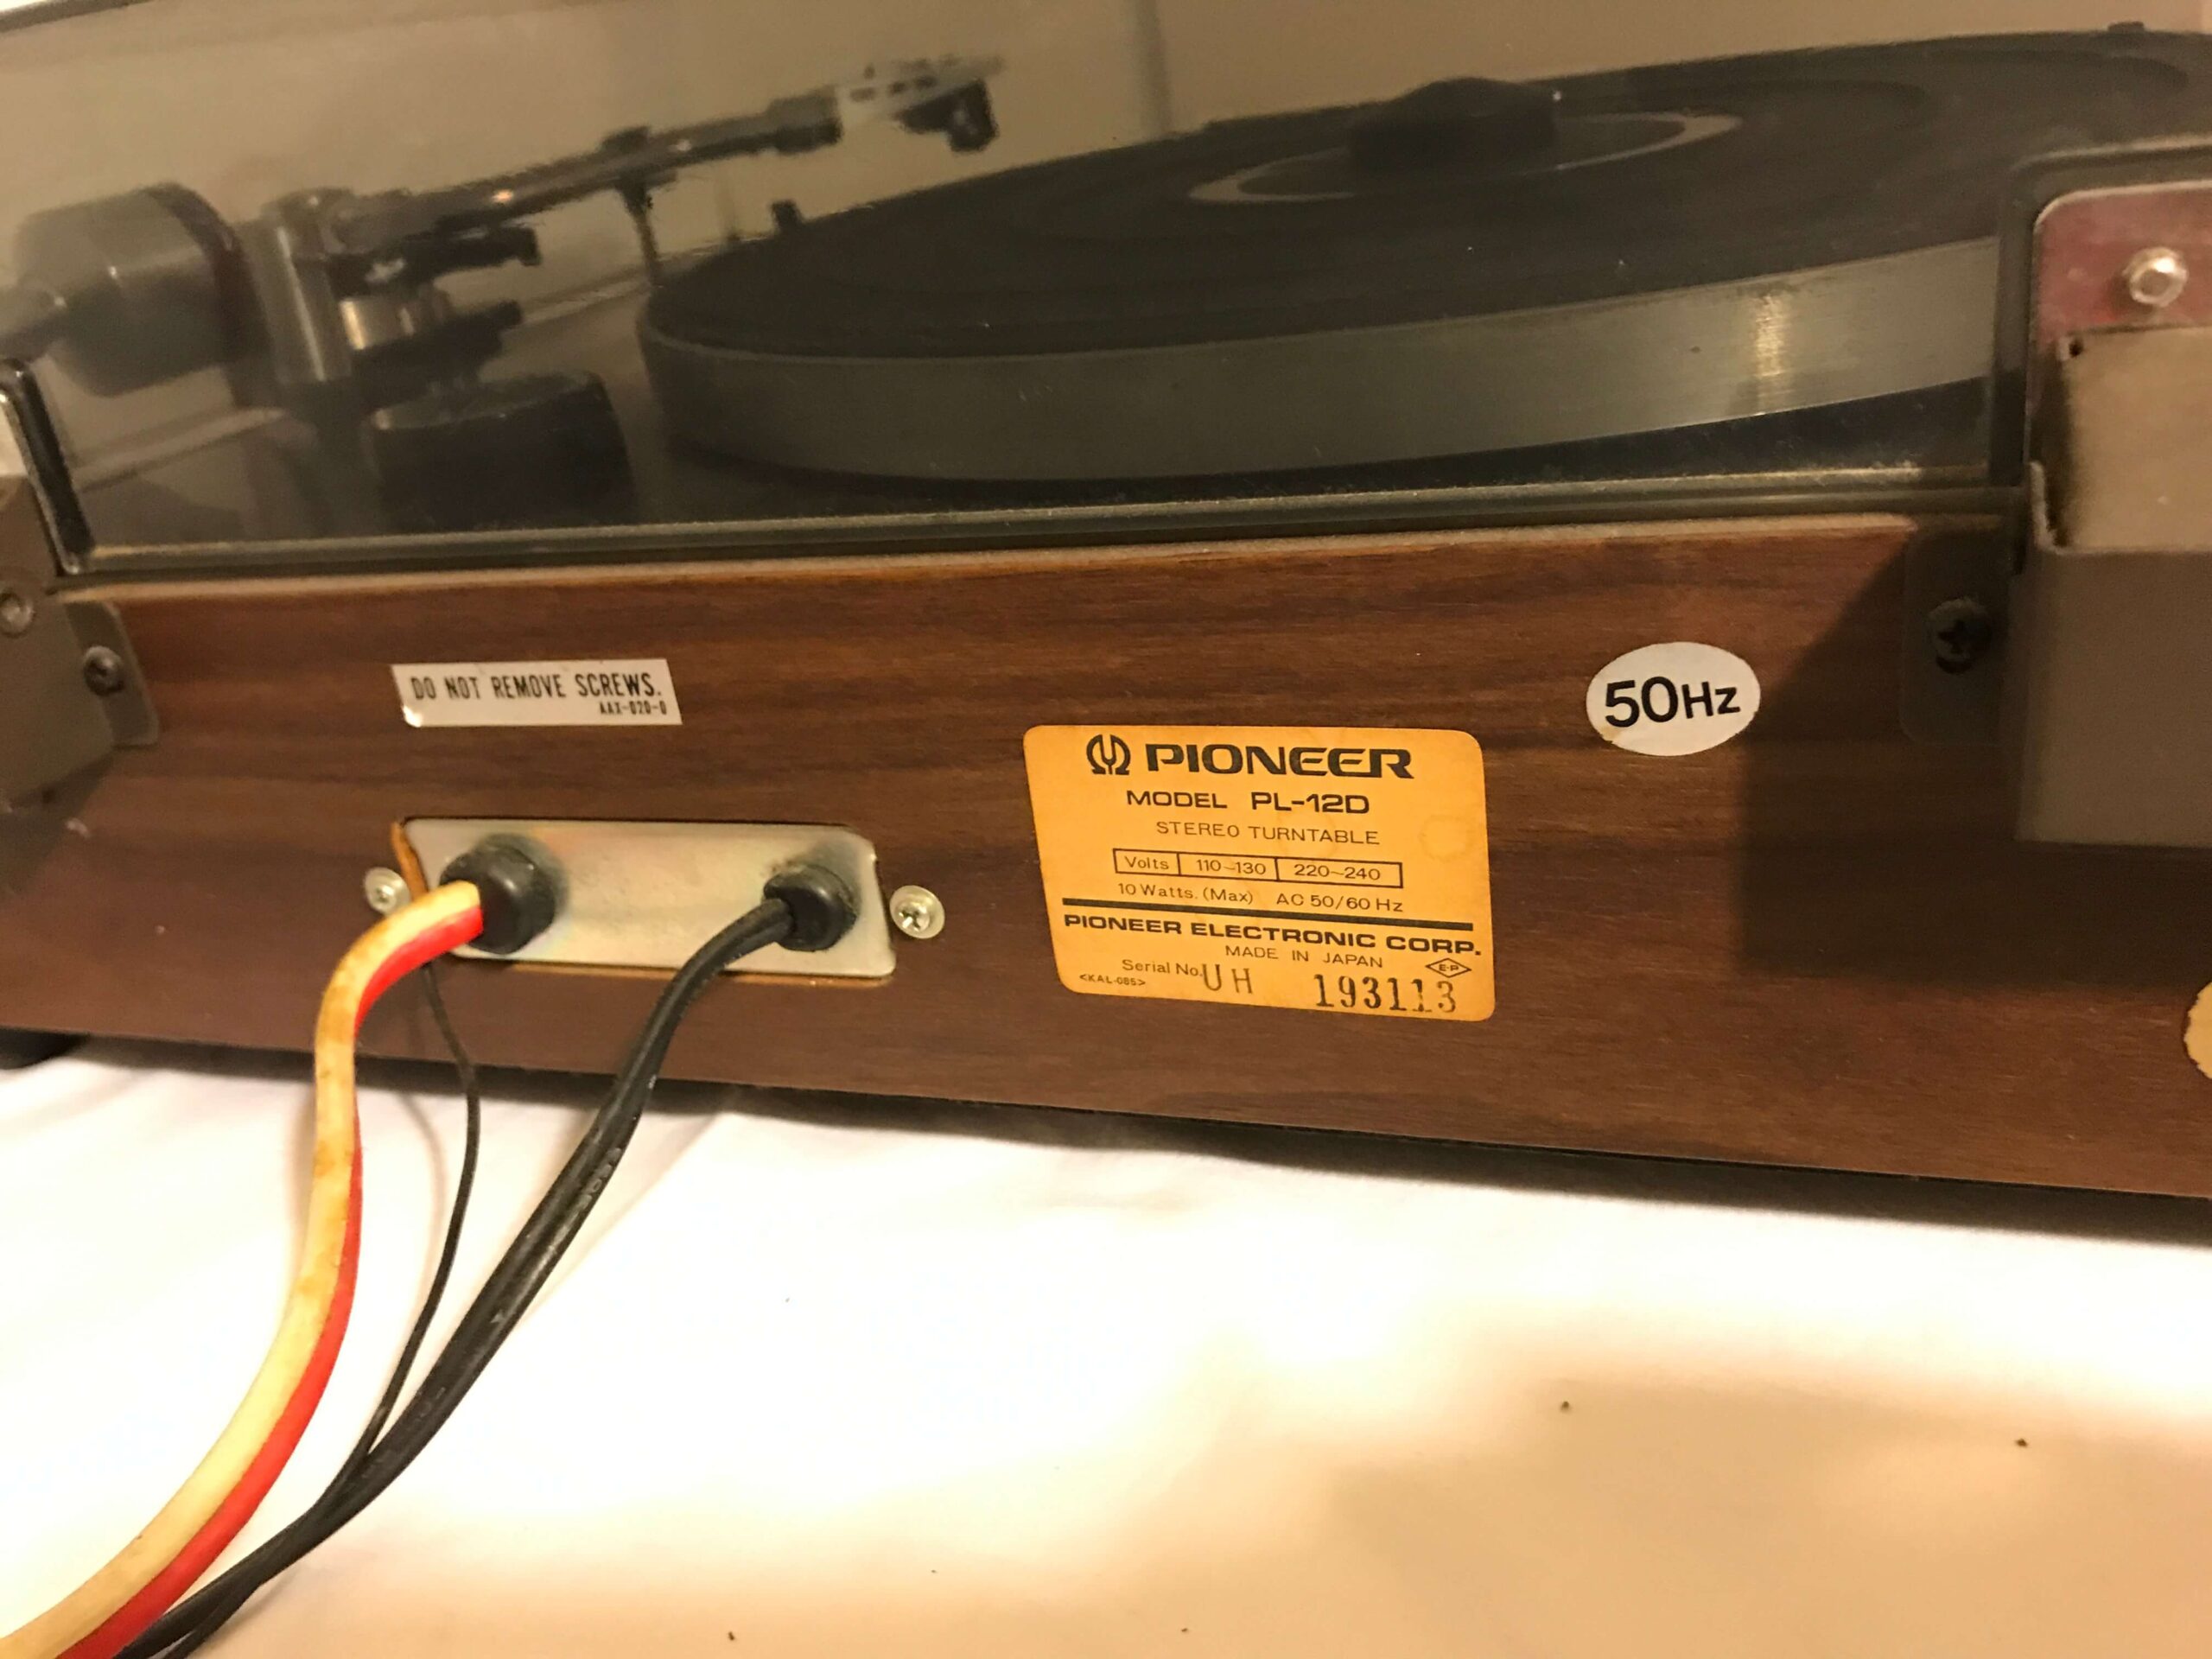 DO NOT REMOVE SCREWS.
AAX-020-0
50Hz
PIONEER
MODEL PL-12D
STEREO TURNTABLE
Volts 110~130 220~240
10 Watts. (Max) AC 50/60 Hz
PIONEER ELECTRONIC CORP.
MADE IN JAPAN
E-P
Serial No. UH 193113
<KAL-085>